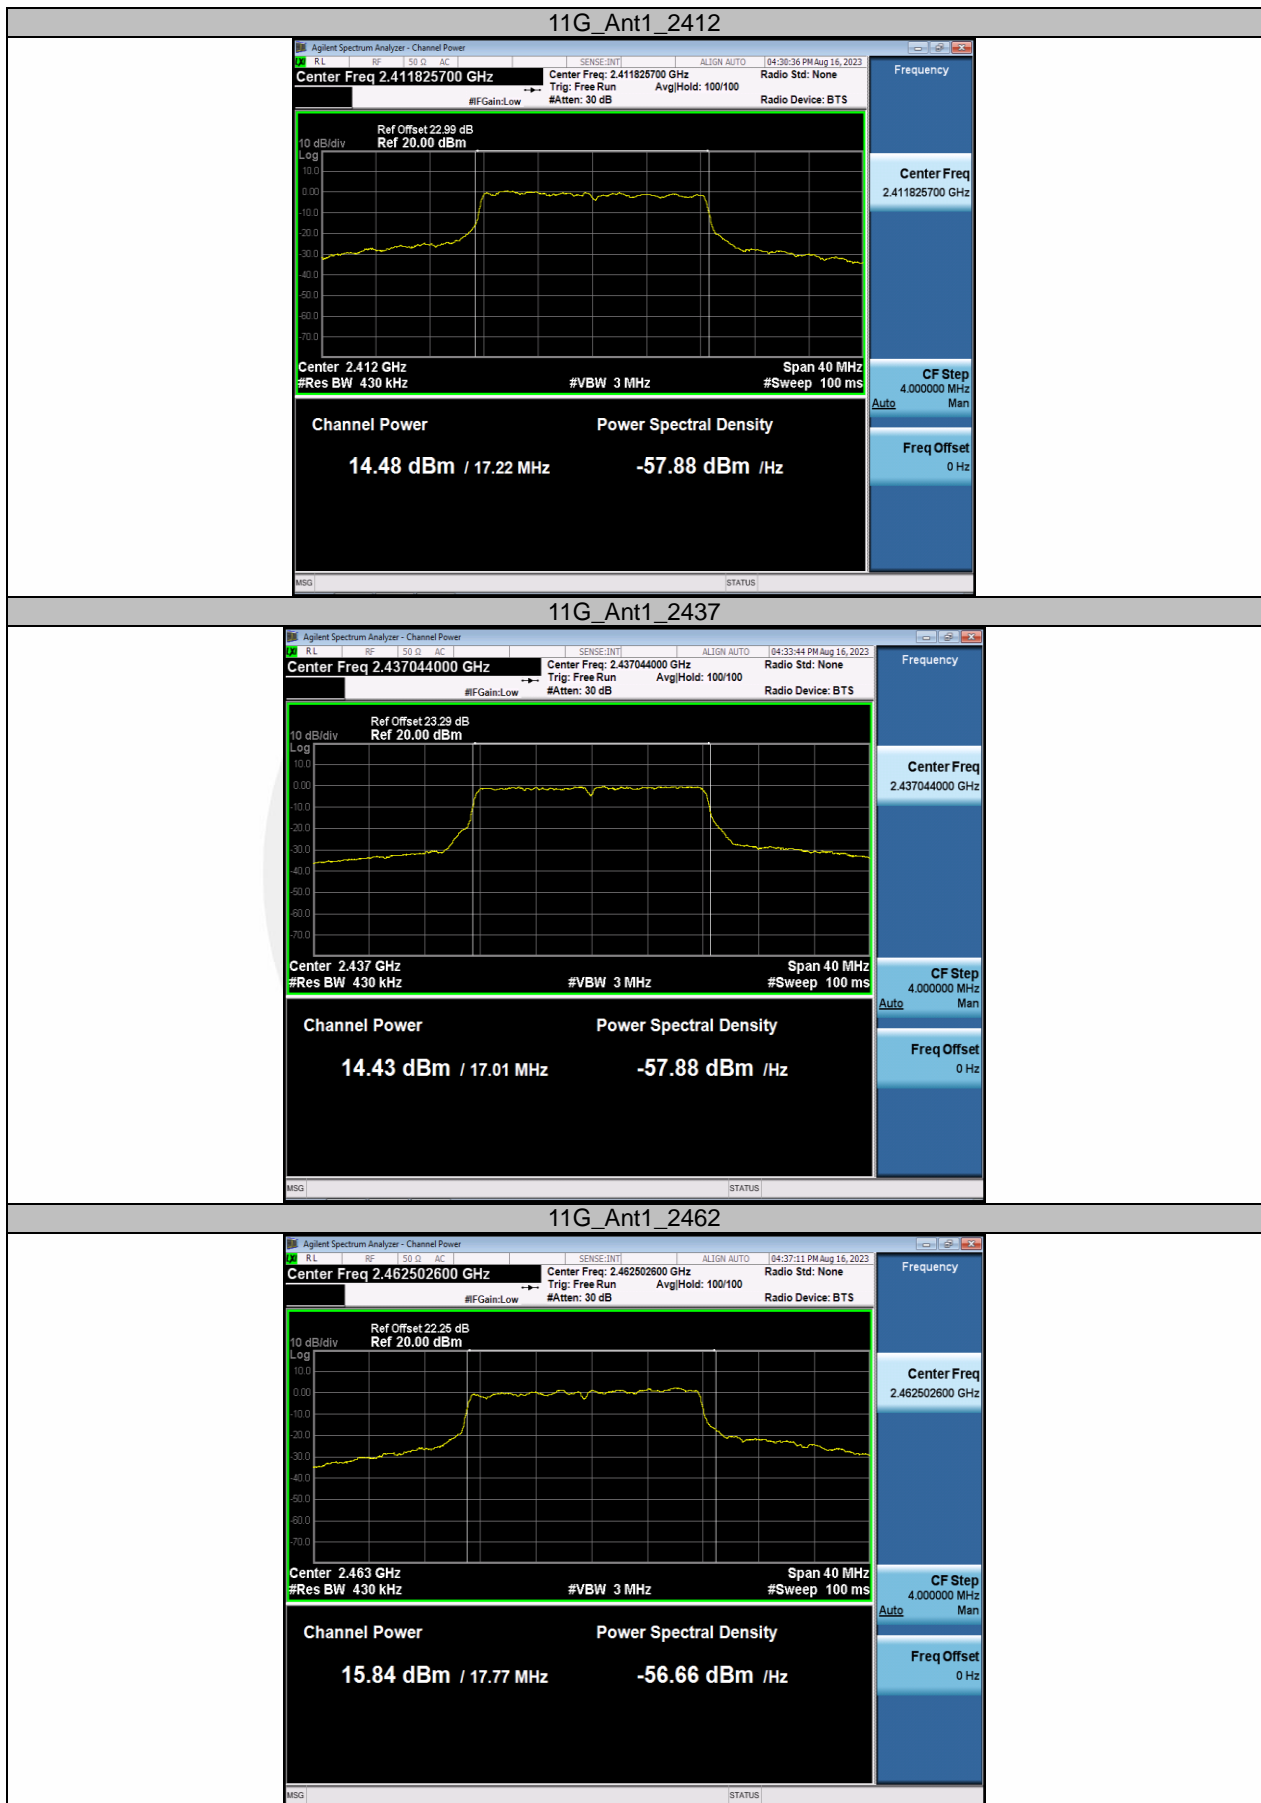 11G_Ant1_2412
Agilent Spectrum Analyzer - Channel Power
RL RF 50 Ω AC SENSE:INT ALIGN AUTO 04:30:36 PM Aug 16, 2023
Center Freq 2.411825700 GHz
Center Freq: 2.411825700 GHz
Radio Std: None
Trig: Free Run
Avg|Hold: 100/100
#IFGain:Low
#Atten: 30 dB
Radio Device: BTS
Frequency
Ref Offset 22.99 dB
10 dB/div Ref 20.00 dBm
Log
10.0
0.00
-10.0
-20.0
-30.0
-40.0
-50.0
-60.0
-70.0
Center Freq
2.411825700 GHz
Center 2.412 GHz Span 40 MHz
#Res BW 430 kHz #VBW 3 MHz #Sweep 100 ms
CF Step
4.000000 MHz
Auto Man
Channel Power Power Spectral Density
14.48 dBm / 17.22 MHz -57.88 dBm /Hz
Freq Offset
0 Hz
MSG STATUS
11G_Ant1_2437
Agilent Spectrum Analyzer - Channel Power
RL RF 50 Ω AC SENSE:INT ALIGN AUTO 04:33:44 PM Aug 16, 2023
Center Freq 2.437044000 GHz
Center Freq: 2.437044000 GHz
Radio Std: None
Trig: Free Run
Avg|Hold: 100/100
#IFGain:Low
#Atten: 30 dB
Radio Device: BTS
Frequency
Ref Offset 23.29 dB
10 dB/div Ref 20.00 dBm
Log
10.0
0.00
-10.0
-20.0
-30.0
-40.0
-50.0
-60.0
-70.0
Center Freq
2.437044000 GHz
Center 2.437 GHz Span 40 MHz
#Res BW 430 kHz #VBW 3 MHz #Sweep 100 ms
CF Step
4.000000 MHz
Auto Man
Channel Power Power Spectral Density
14.43 dBm / 17.01 MHz -57.88 dBm /Hz
Freq Offset
0 Hz
MSG STATUS
11G_Ant1_2462
Agilent Spectrum Analyzer - Channel Power
RL RF 50 Ω AC SENSE:INT ALIGN AUTO 04:37:11 PM Aug 16, 2023
Center Freq 2.462502600 GHz
Center Freq: 2.462502600 GHz
Radio Std: None
Trig: Free Run
Avg|Hold: 100/100
#IFGain:Low
#Atten: 30 dB
Radio Device: BTS
Frequency
Ref Offset 22.25 dB
10 dB/div Ref 20.00 dBm
Log
10.0
0.00
-10.0
-20.0
-30.0
-40.0
-50.0
-60.0
-70.0
Center Freq
2.462502600 GHz
Center 2.463 GHz Span 40 MHz
#Res BW 430 kHz #VBW 3 MHz #Sweep 100 ms
CF Step
4.000000 MHz
Auto Man
Channel Power Power Spectral Density
15.84 dBm / 17.77 MHz -56.66 dBm /Hz
Freq Offset
0 Hz
MSG STATUS